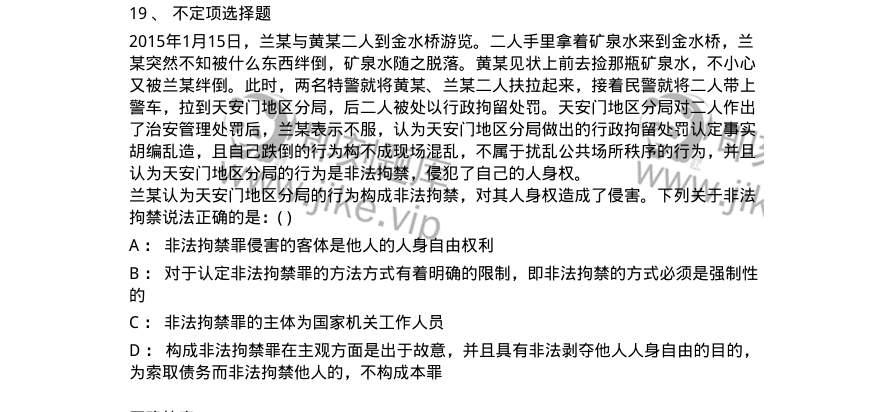 19 、 不定项选择题
2015年1月15日，兰某与黄某二人到金水桥游览。二人手里拿着矿泉水来到金水桥，兰
某突然不知被什么东西绊倒，矿泉水随之脱落。黄某见状上前去捡那瓶矿泉水，不小心
又被兰某绊倒。此时，两名特警就将黄某、兰某二人扶拉起来，接着民警就将二人带上
警车，拉到天安门地区分局，后二人被处以行政拘留处罚。天安门地区分局对二人作出
了治安管理处罚后，兰某表示不服，认为天安门地区分局做出的行政拘留处罚认定事实
胡编乱造，且自己跌倒的行为构不成现场混乱，不属于扰乱公共场所秩序的行为，并且
认为天安门地区分局的行为是非法拘禁，侵犯了自己的人身权。
兰某认为天安门地区分局的行为构成非法拘禁，对其人身权造成了侵害。下列关于非法
拘禁说法正确的是：( )
A ： 非法拘禁罪侵害的客体是他人的人身自由权利
B ： 对于认定非法拘禁罪的方法方式有着明确的限制，即非法拘禁的方式必须是强制性
的
C ： 非法拘禁罪的主体为国家机关工作人员
D ： 构成非法拘禁罪在主观方面是出于故意，并且具有非法剥夺他人人身自由的目的，
为索取债务而非法拘禁他人的，不构成本罪
即刻题库
www.jike.vip
www.ji